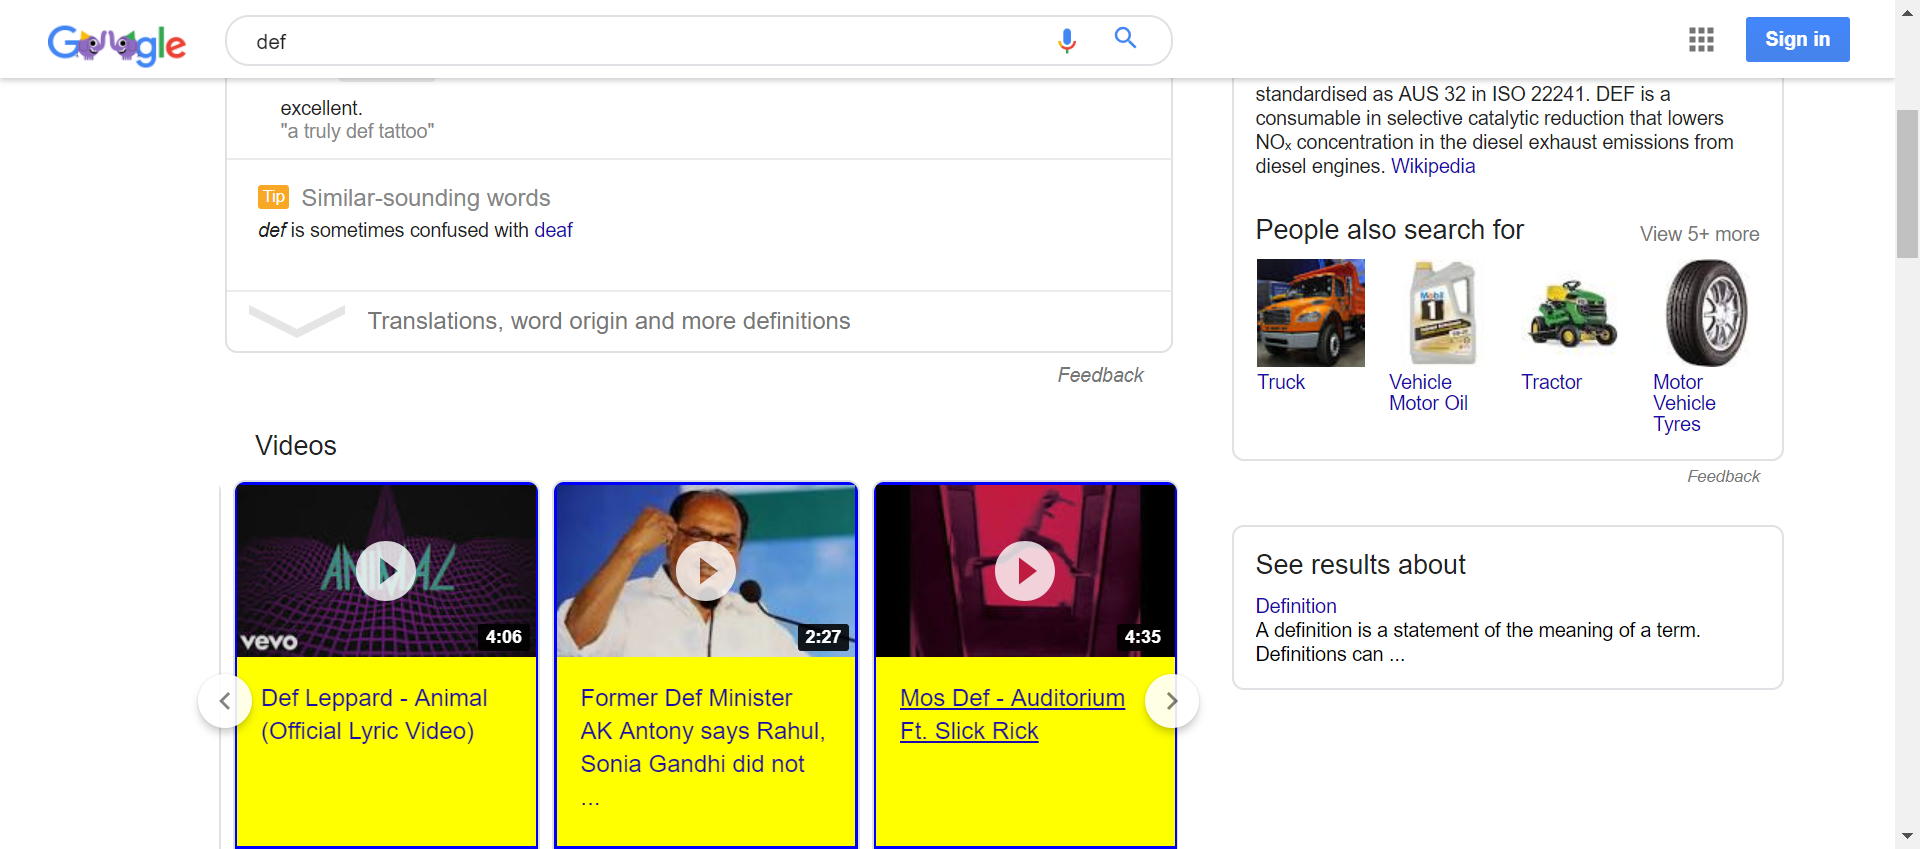 Google
def
Sign in
excellent.
"a truly def tattoo"
Tip Similar-sounding words
def is sometimes confused with deaf
Translations, word origin and more definitions
Feedback
Videos
ANIMAL
vevo
4:06
Def Leppard - Animal
(Official Lyric Video)
2:27
Former Def Minister
AK Antony says Rahul,
Sonia Gandhi did not
...
4:35
Mos Def - Auditorium
Ft. Slick Rick
standardised as AUS 32 in ISO 22241. DEF is a
consumable in selective catalytic reduction that lowers
NOₓ concentration in the diesel exhaust emissions from
diesel engines. Wikipedia
People also search for
View 5+ more
Mobil
1
Truck
Vehicle
Motor Oil
Tractor
Motor
Vehicle
Tyres
Feedback
See results about
Definition
A definition is a statement of the meaning of a term.
Definitions can ...